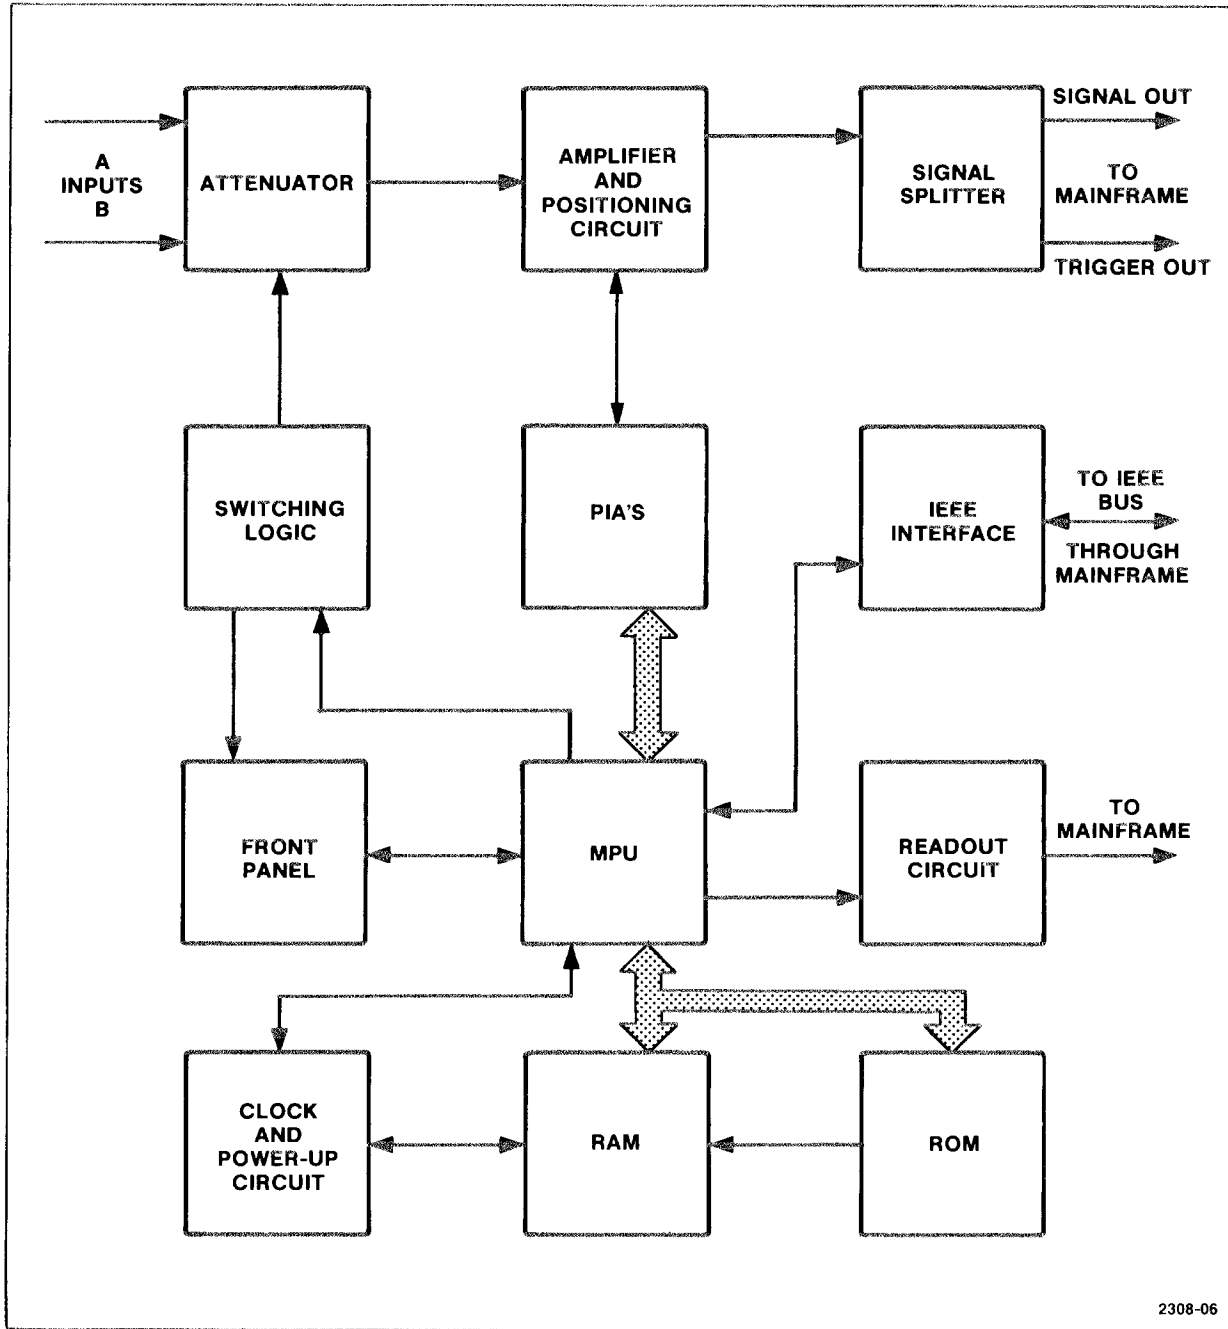 SIGNAL OUT
A
INPUTS
B
ATTENUATOR
AMPLIFIER
AND
POSITIONING
CIRCUIT
SIGNAL
SPLITTER
TO
MAINFRAME
TRIGGER OUT
SWITCHING
LOGIC
PIA'S
IEEE
INTERFACE
TO IEEE
BUS
THROUGH
MAINFRAME
FRONT
PANEL
MPU
READOUT
CIRCUIT
TO
MAINFRAME
CLOCK
AND
POWER-UP
CIRCUIT
RAM
ROM
2308-06